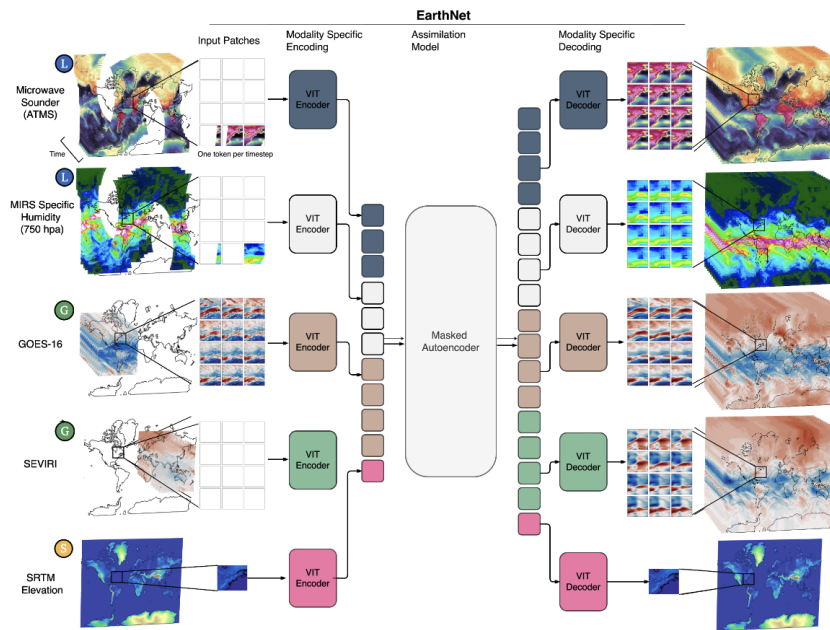 EarthNet
Input Patches
Modality Specific
Encoding
Assimilation
Model
Modality Specific
Decoding
L
Microwave
Sounder
(ATMS)
Time
One token per timestep
VIT
Encoder
VIT
Decoder
L
MIRS Specific
Humidity
(750 hpa)
VIT
Encoder
VIT
Decoder
G
GOES-16
VIT
Encoder
Masked
Autoencoder
VIT
Decoder
G
SEVIRI
VIT
Encoder
VIT
Decoder
S
SRTM
Elevation
VIT
Encoder
VIT
Decoder